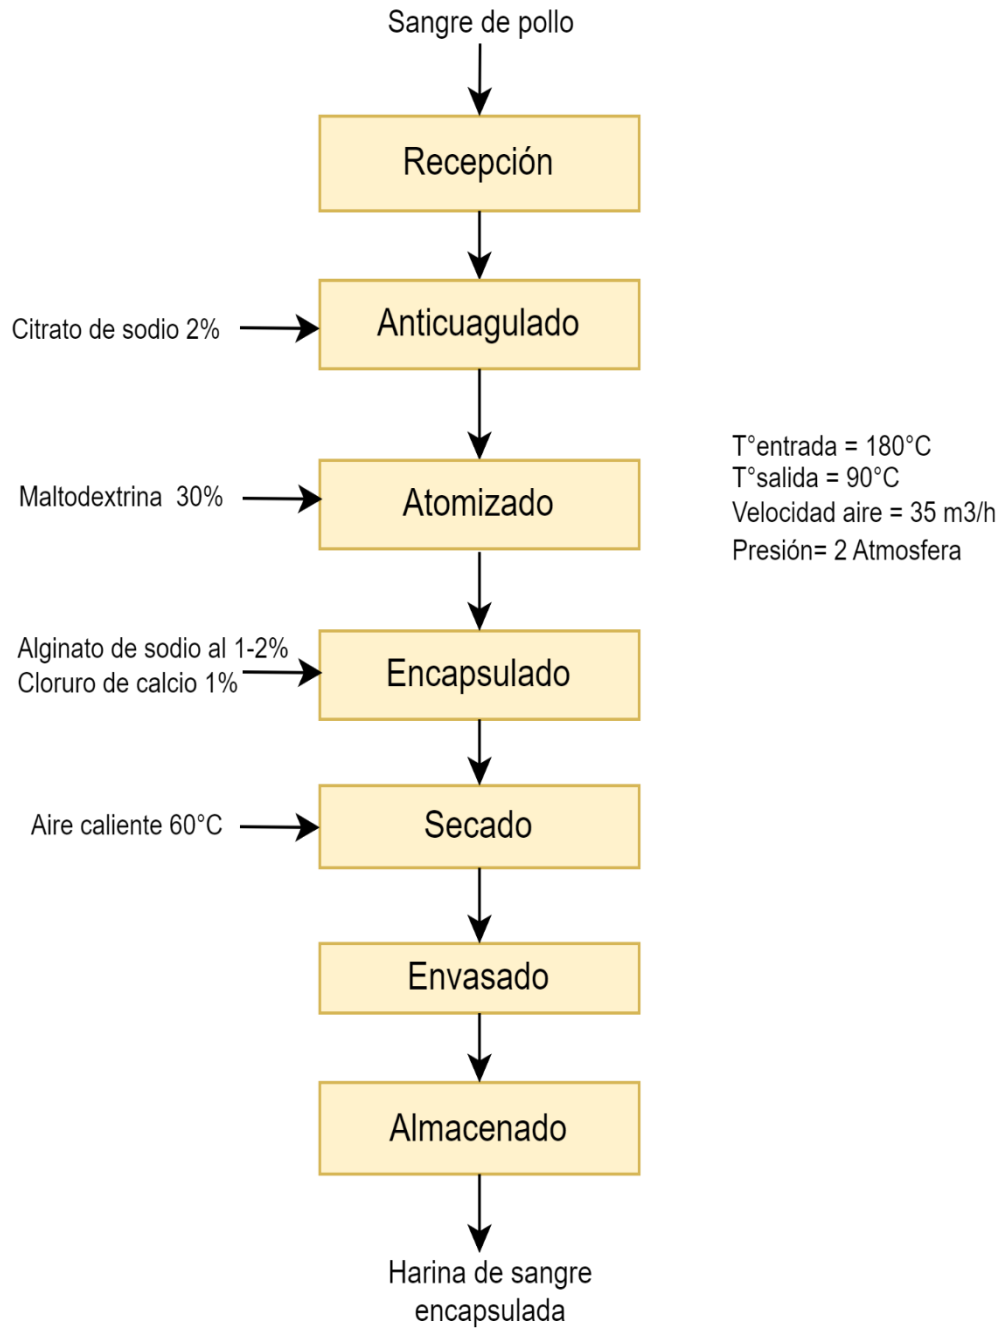 Sangre de pollo
Recepción
Citrato de sodio 2%
Anticuagulado
Maltodextrina 30%
Atomizado
T°entrada = 180°C
T°salida = 90°C
Velocidad aire = 35 m3/h
Presión= 2 Atmosfera
Alginato de sodio al 1-2%
Cloruro de calcio 1%
Encapsulado
Aire caliente 60°C
Secado
Envasado
Almacenado
Harina de sangre
encapsulada